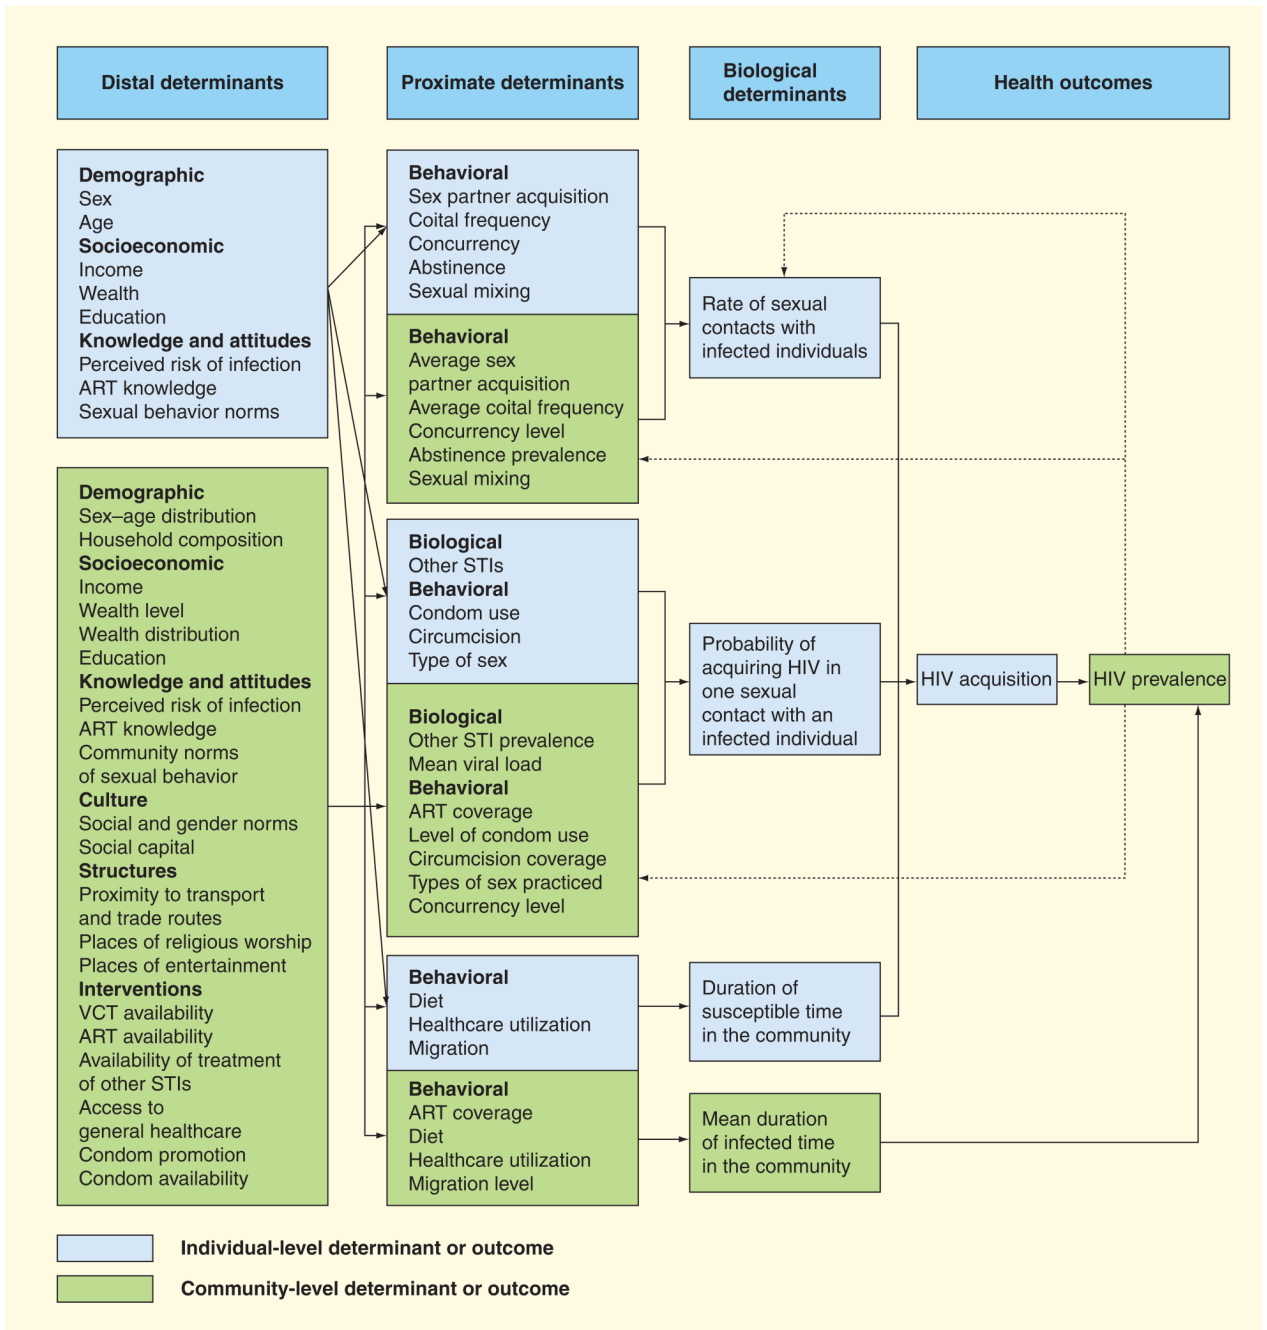 Distal determinants
Proximate determinants
Biological
determinants
Health outcomes
Demographic
Sex
Age
Socioeconomic
Income
Wealth
Education
Knowledge and attitudes
Perceived risk of infection
ART knowledge
Sexual behavior norms
Demographic
Sex–age distribution
Household composition
Socioeconomic
Income
Wealth level
Wealth distribution
Education
Knowledge and attitudes
Perceived risk of infection
ART knowledge
Community norms
of sexual behavior
Culture
Social and gender norms
Social capital
Structures
Proximity to transport
and trade routes
Places of religious worship
Places of entertainment
Interventions
VCT availability
ART availability
Availability of treatment
of other STIs
Access to
general healthcare
Condom promotion
Condom availability
Behavioral
Sex partner acquisition
Coital frequency
Concurrency
Abstinence
Sexual mixing
Behavioral
Average sex
partner acquisition
Average coital frequency
Concurrency level
Abstinence prevalence
Sexual mixing
Biological
Other STIs
Behavioral
Condom use
Circumcision
Type of sex
Biological
Other STI prevalence
Mean viral load
Behavioral
ART coverage
Level of condom use
Circumcision coverage
Types of sex practiced
Concurrency level
Behavioral
Diet
Healthcare utilization
Migration
Behavioral
ART coverage
Diet
Healthcare utilization
Migration level
Rate of sexual
contacts with
infected individuals
Probability of
acquiring HIV in
one sexual
contact with an
infected individual
Duration of
susceptible time
in the community
Mean duration
of infected time
in the community
HIV acquisition
HIV prevalence
Individual-level determinant or outcome
Community-level determinant or outcome